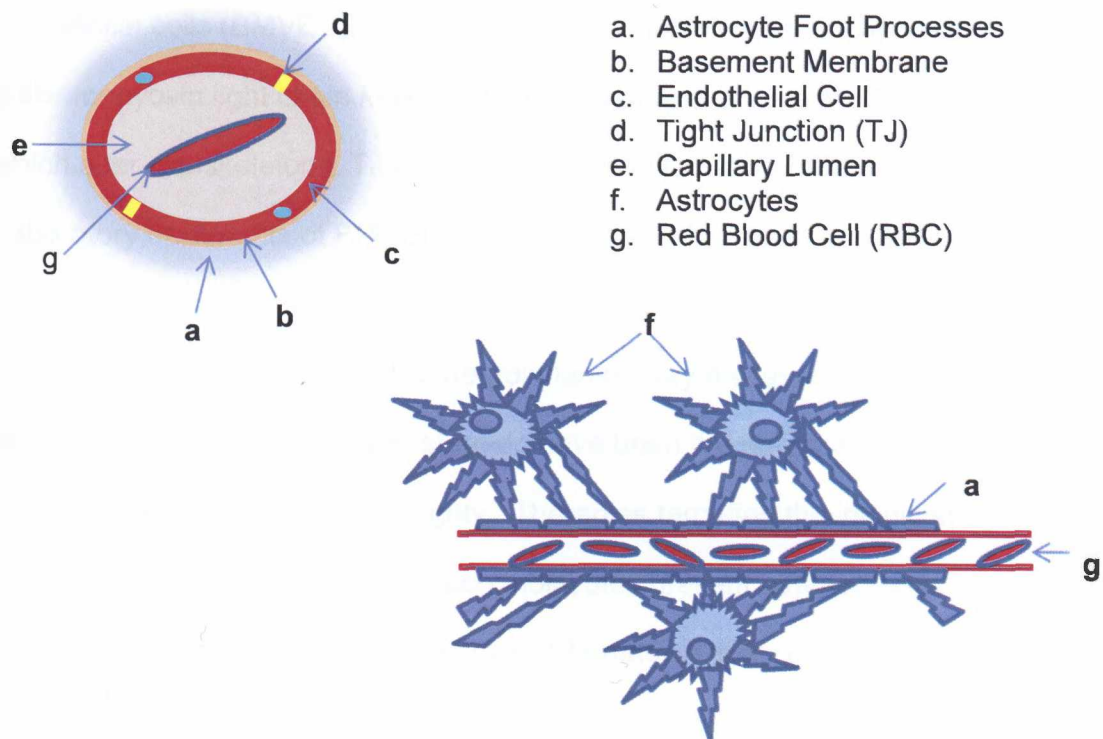 a. Astrocyte Foot Processes
b. Basement Membrane
c. Endothelial Cell
d. Tight Junction (TJ)
e. Capillary Lumen
f. Astrocytes
g. Red Blood Cell (RBC)
d
e
g
c
b
a
f
a
g